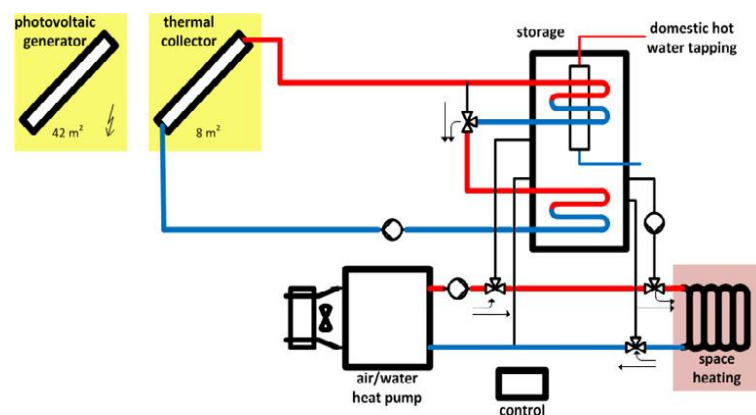 photovoltaic
generator
42 m²
thermal
collector
8 m²
storage
domestic hot
water tapping
air/water
heat pump
control
space
heating